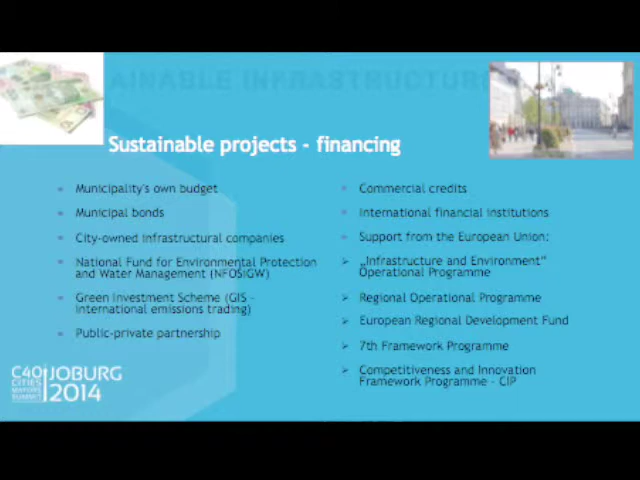 AINABLE INFRASTRUCTURE
Sustainable projects - financing
Municipality's own budget
Municipal bonds
City-owned infrastructural companies
National Fund for Environmental Protection
and Water Management (NFOŚiGW)
Green Investment Scheme (GIS -
international emissions trading)
Public-private partnership
Commercial credits
International financial institutions
Support from the European Union:
„Infrastructure and Environment"
Operational Programme
Regional Operational Programme
European Regional Development Fund
7th Framework Programme
Competitiveness and Innovation
Framework Programme - CIP
C40
CITIES
MAYORS
SUMMIT
JOBURG
2014